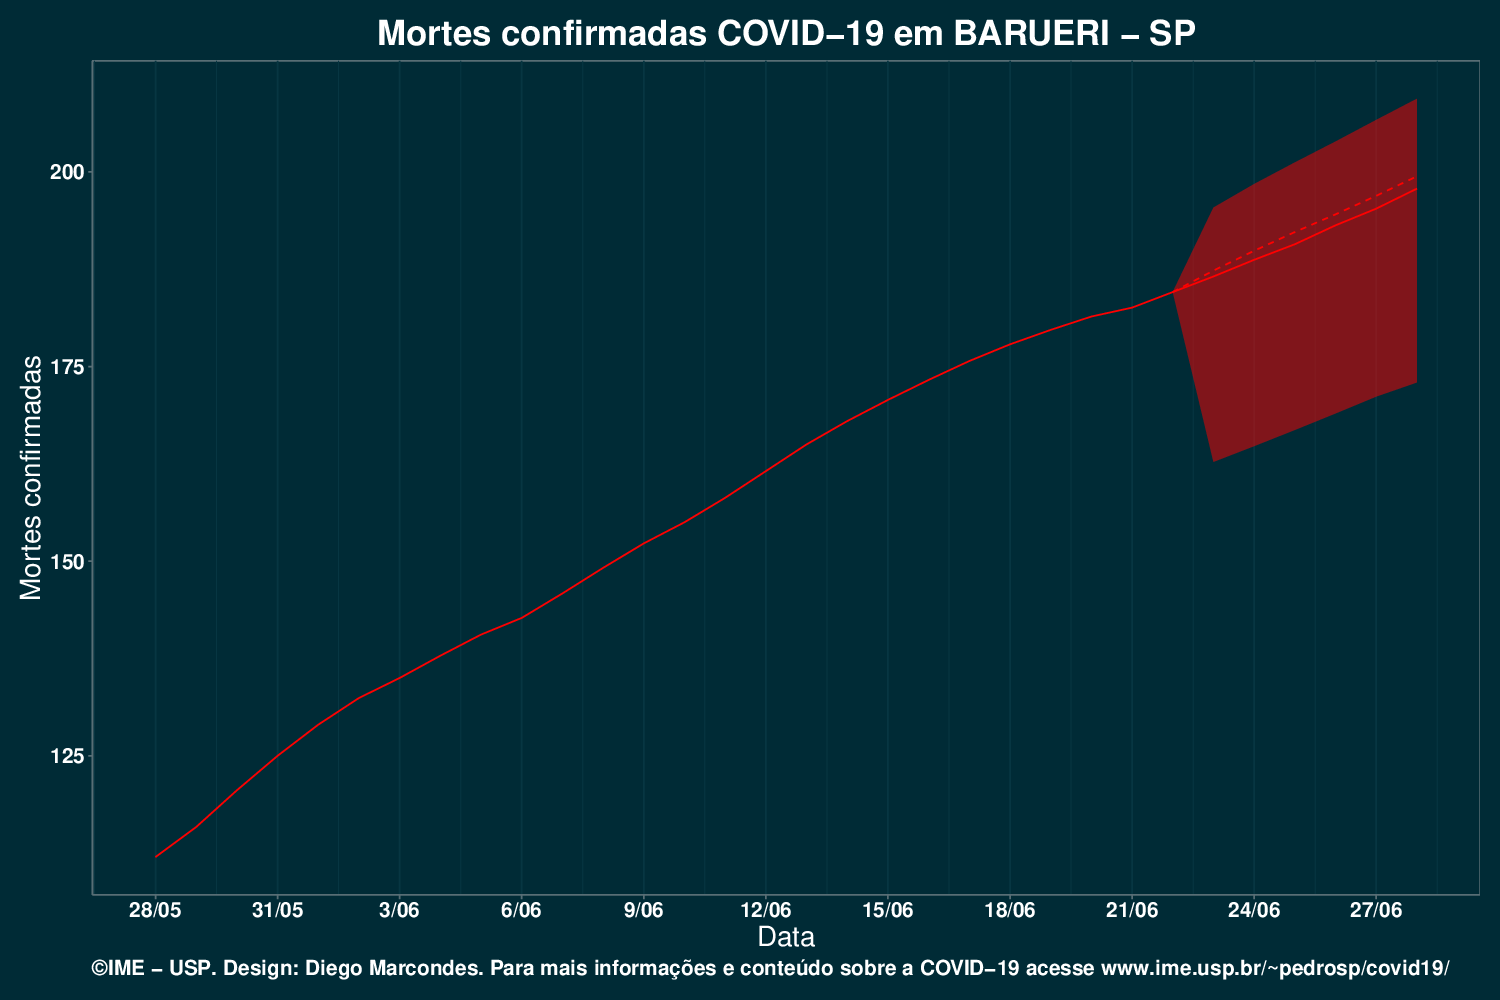 Mortes confirmadas COVID−19 em BARUERI − SP
Mortes confirmadas
200
175
150
125
28/05 31/05 3/06 6/06 9/06 12/06 15/06 18/06 21/06 24/06 27/06
Data
©IME − USP. Design: Diego Marcondes. Para mais informações e conteúdo sobre a COVID−19 acesse www.ime.usp.br/~pedrosp/covid19/